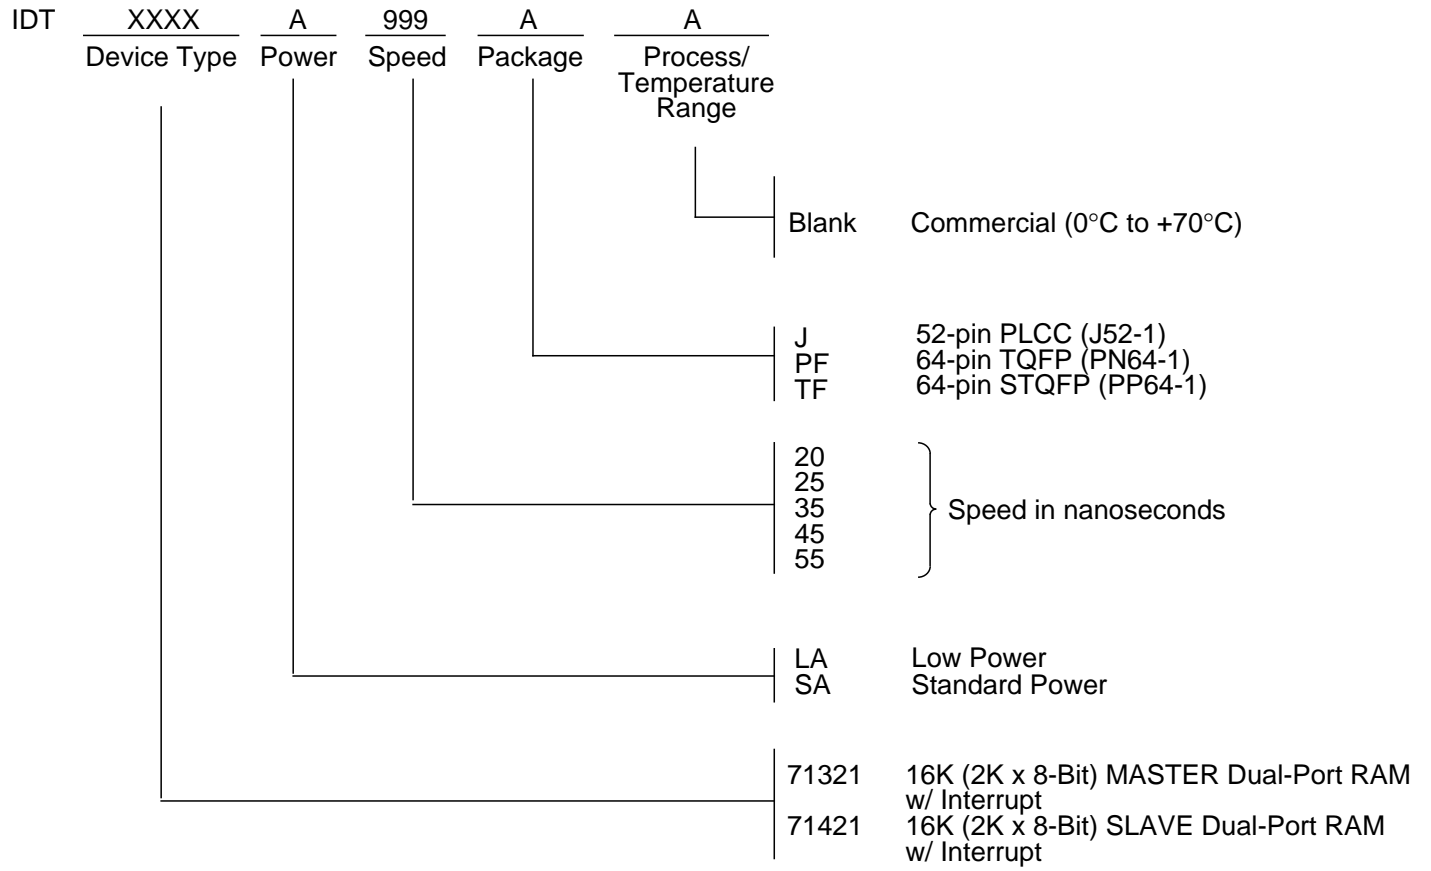 IDT XXXX A 999 A A
Device Type Power Speed Package Process/
Temperature
Range
Blank Commercial (0°C to +70°C)
J 52-pin PLCC (J52-1)
PF 64-pin TQFP (PN64-1)
TF 64-pin STQFP (PP64-1)
20
25
35
45
55
Speed in nanoseconds
LA Low Power
SA Standard Power
71321 16K (2K x 8-Bit) MASTER Dual-Port RAM
w/ Interrupt
71421 16K (2K x 8-Bit) SLAVE Dual-Port RAM
w/ Interrupt